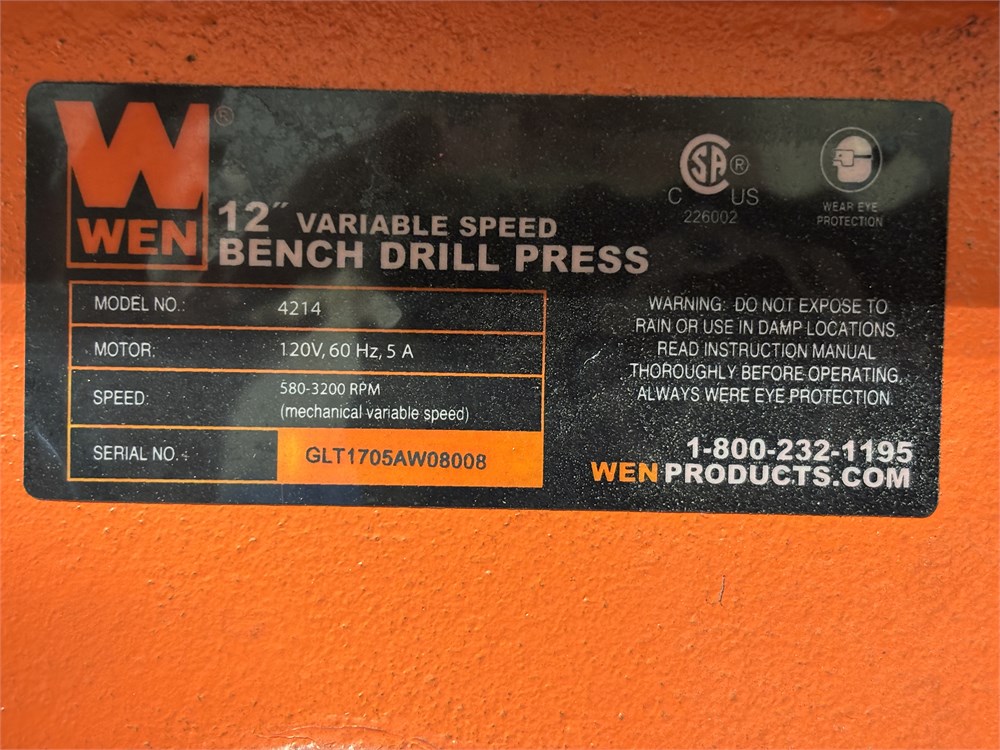 W®
WEN
12" VARIABLE SPEED
BENCH DRILL PRESS
MODEL NO.: 4214
MOTOR: 120V, 60 Hz, 5 A
SPEED: 580-3200 RPM
(mechanical variable speed)
SERIAL NO.: GLT1705AW08008
SA®
C US
226002
WEAR EYE
PROTECTION
WARNING: DO NOT EXPOSE TO
RAIN OR USE IN DAMP LOCATIONS.
READ INSTRUCTION MANUAL
THOROUGHLY BEFORE OPERATING.
ALWAYS WERE EYE PROTECTION.
1-800-232-1195
WENPRODUCTS.COM